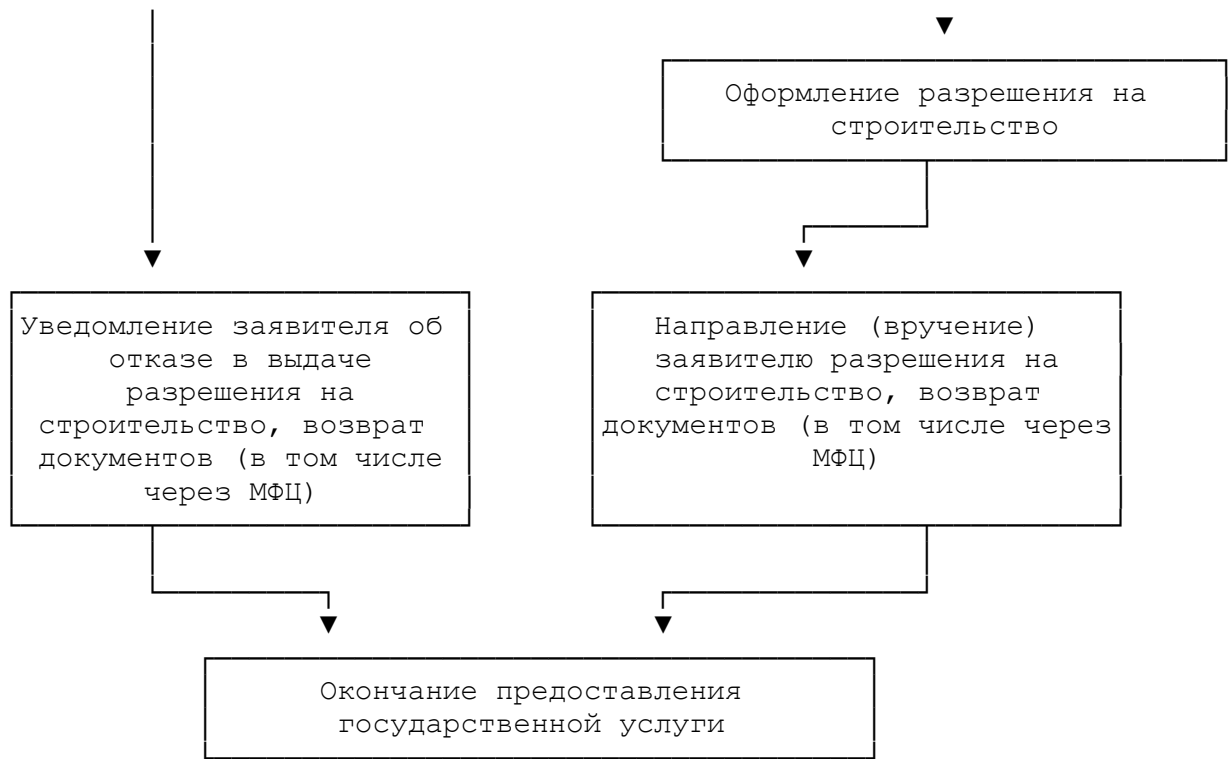 Оформление разрешения на
строительство
Уведомление заявителя об
отказе в выдаче
разрешения на
строительство, возврат
документов (в том числе
через МФЦ)
Направление (вручение)
заявителю разрешения на
строительство, возврат
документов (в том числе через
МФЦ)
Окончание предоставления
государственной услуги